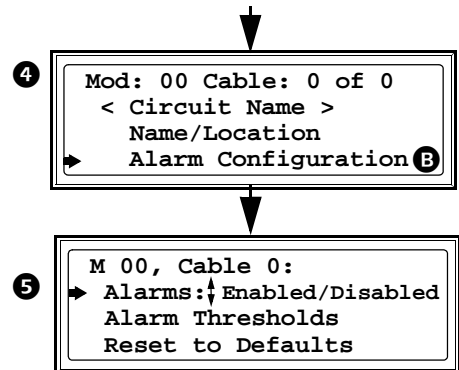 4
Mod: 00 Cable: 0 of 0
< Circuit Name >
Name/Location
Alarm Configuration B
5
M 00, Cable 0:
Alarms: Enabled/Disabled
Alarm Thresholds
Reset to Defaults